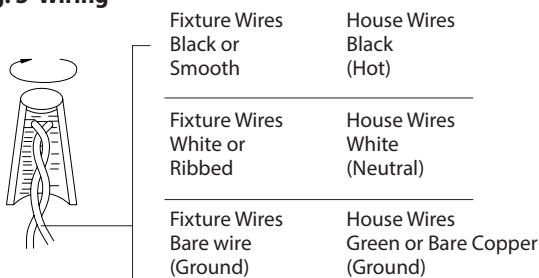 Wiring
Fixture Wires House Wires
Black or Black
Smooth (Hot)
Fixture Wires House Wires
White or White
Ribbed (Neutral)
Fixture Wires House Wires
Bare wire Green or Bare Copper
(Ground) (Ground)